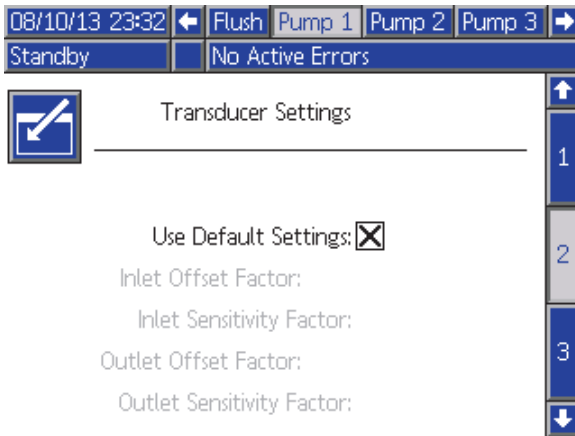 08/10/13 23:32 Flush Pump 1 Pump 2 Pump 3
Standby No Active Errors
Transducer Settings
1
Use Default Settings:
2
Inlet Offset Factor:
Inlet Sensitivity Factor:
Outlet Offset Factor:
3
Outlet Sensitivity Factor: